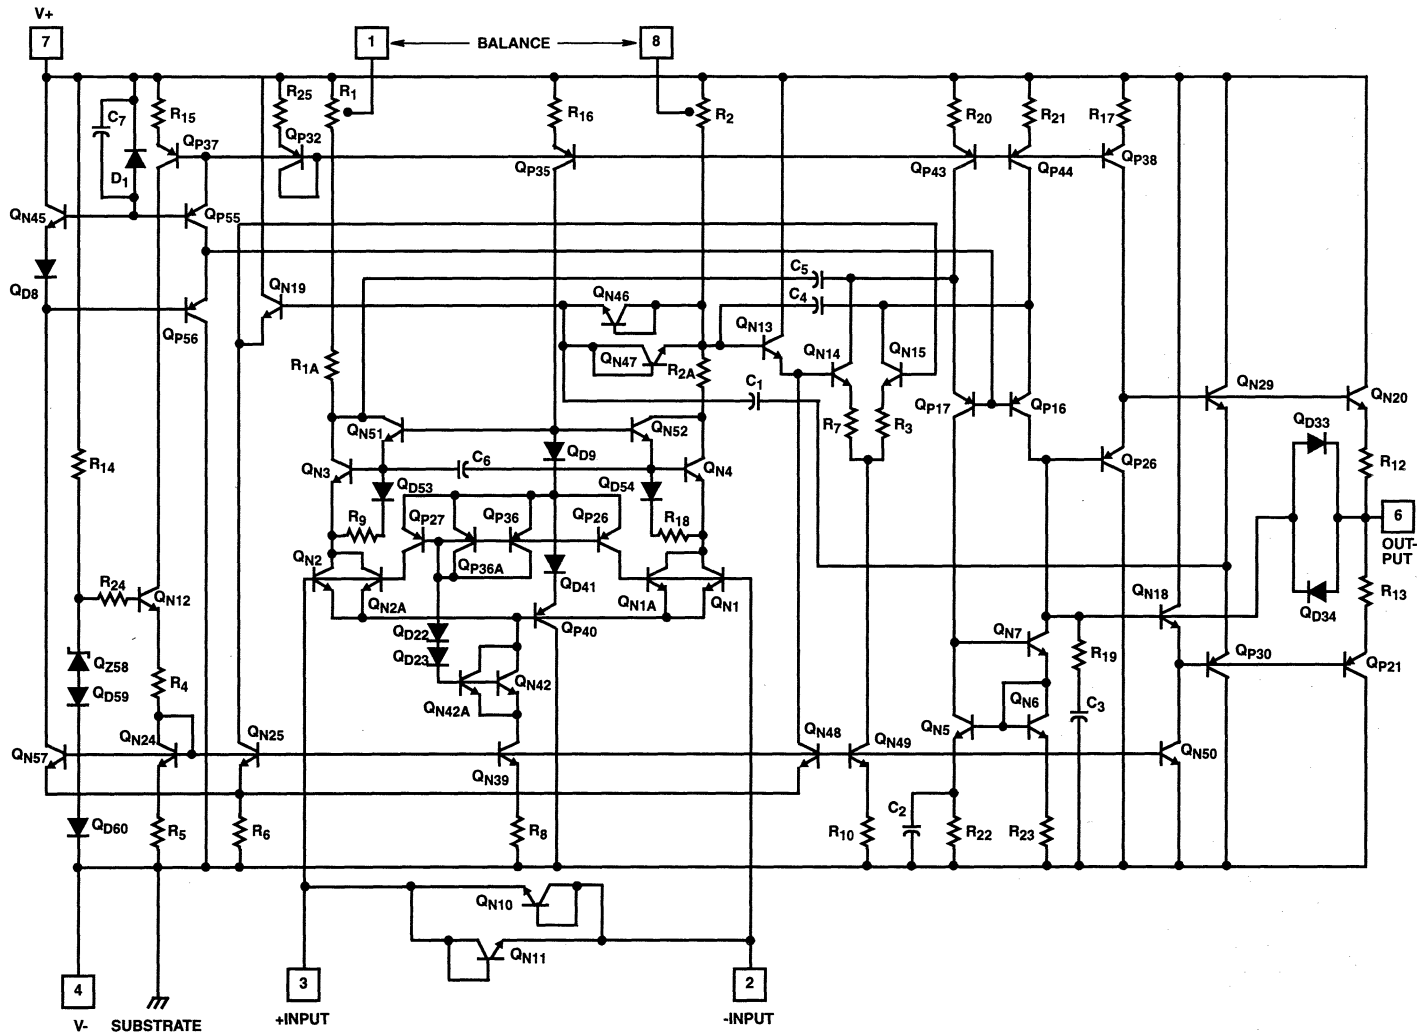 V+
7
1
BALANCE
8
C7
R15
R25
R1
R16
R2
R20
R21
R17
QP37
QP32
D1
QP35
QP43
QP44
QP38
QN45
QP55
QD8
QN19
C5
C4
QN46
QN13
QN14
QN15
QP56
R1A
QN47
R2A
C1
QN29
QP17
QP16
QN20
R7
R3
QD33
QN51
QN52
QD9
R14
QN3
C6
QN4
QP26
R12
QD53
QD54
R9
QP27
QP36
QP26
R18
6
OUT-
PUT
QN2
QP36A
QD41
R24
QN12
QN2A
QN1A
QN1
QN18
QD34
R13
QD22
QP40
QN7
R19
QZ58
QD23
QP30
QP21
QD59
R4
QN42
QN42A
QN6
C3
QN5
QN57
QN24
QN25
QN39
QN48
QN49
QN50
QD60
R5
R6
R8
R10
C2
R22
R23
QN10
QN11
4
3
2
V-
SUBSTRATE
+INPUT
-INPUT